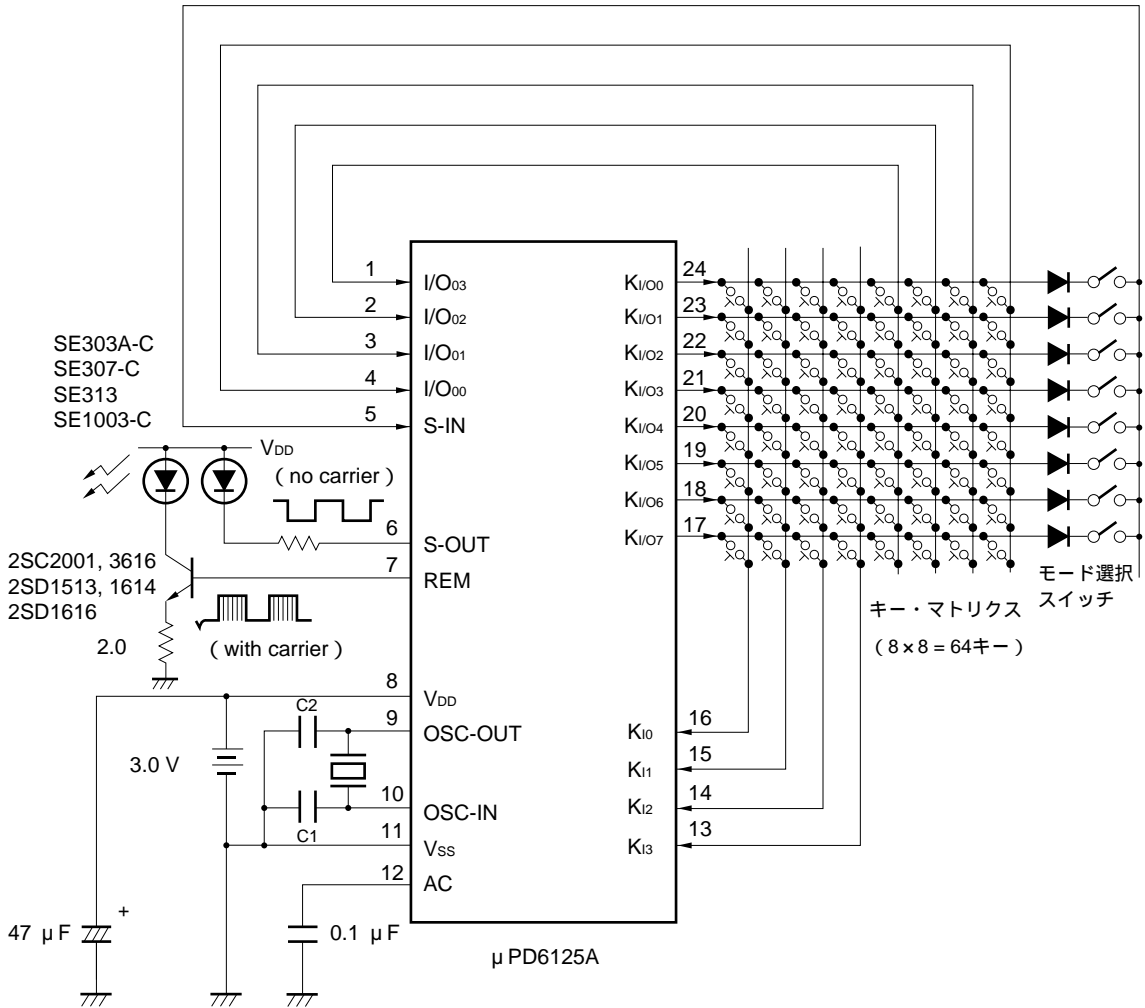 1
2
3
4
5
6
7
8
9
10
11
12
I/O03
I/O02
I/O01
I/O00
S-IN
S-OUT
REM
VDD
OSC-OUT
OSC-IN
VSS
AC
24
23
22
21
20
19
18
17
16
15
14
13
KI/O0
KI/O1
KI/O2
KI/O3
KI/O4
KI/O5
KI/O6
KI/O7
KI0
KI1
KI2
KI3
SE303A-C
SE307-C
SE313
SE1003-C
VDD
( no carrier )
2SC2001, 3616
2SD1513, 1614
2SD1616
2.0
( with carrier )
C2
3.0 V
C1
+
47 μF
0.1 μF
μPD6125A
キー・マトリクス
(8×8=64キー)
モード選択
スイッチ